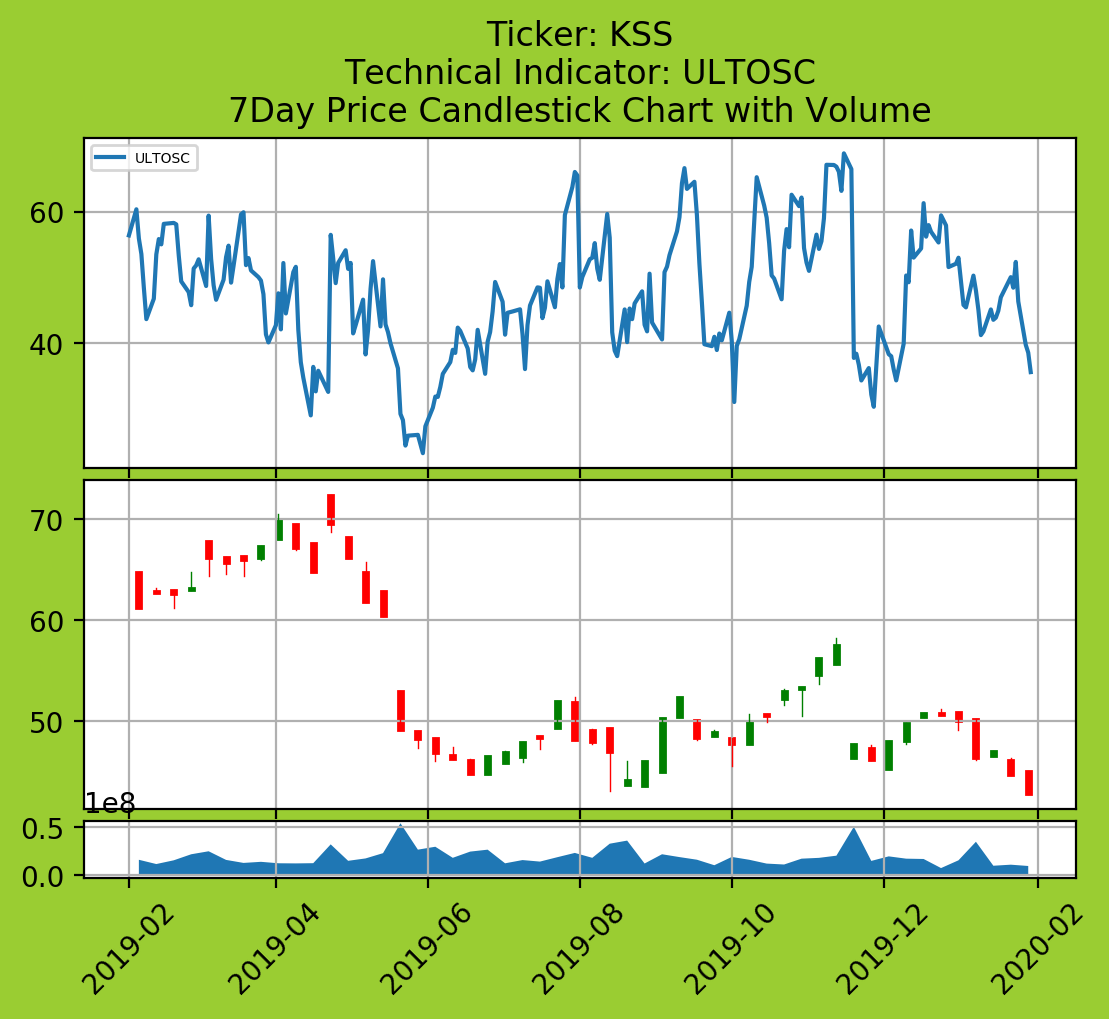 Ticker: KSS
Technical Indicator: ULTOSC
7Day Price Candlestick Chart with Volume
ULTOSC
60
40
70
60
50
1e8
0.5
0.0
2019-02
2019-04
2019-06
2019-08
2019-10
2019-12
2020-02